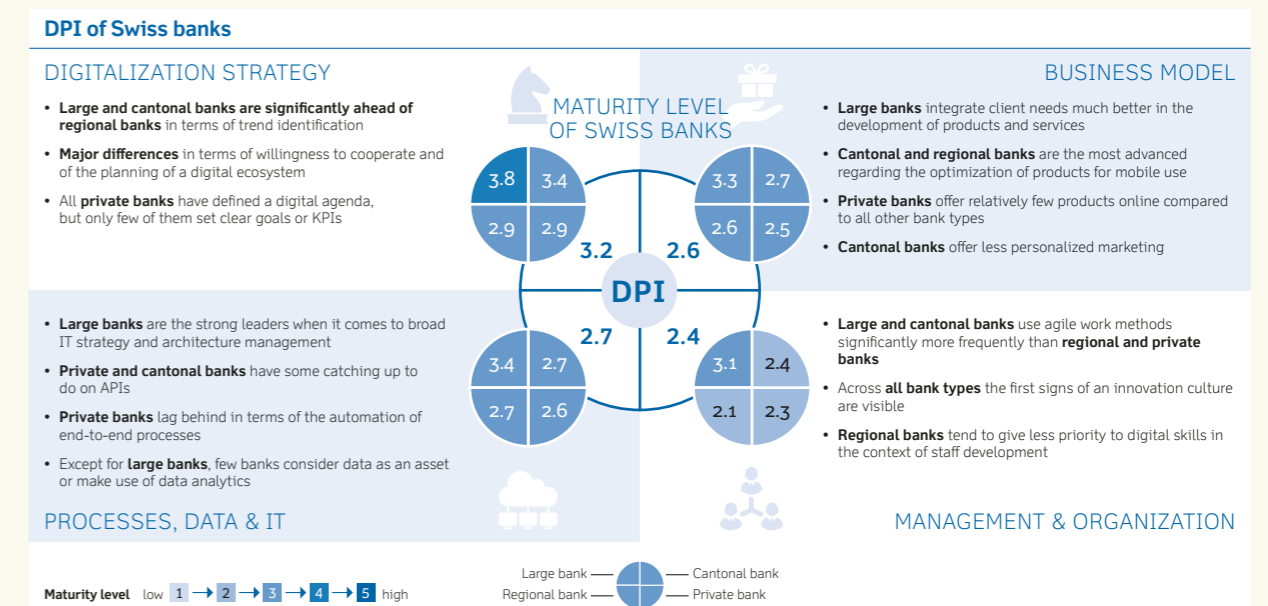 DPI of Swiss banks
DIGITALIZATION STRATEGY
• Large and cantonal banks are significantly ahead of
regional banks in terms of trend identification
• Major differences in terms of willingness to cooperate and
of the planning of a digital ecosystem
• All private banks have defined a digital agenda,
but only few of them set clear goals or KPIs
MATURITY LEVEL
OF SWISS BANKS
BUSINESS MODEL
• Large banks integrate client needs much better in the
development of products and services
• Cantonal and regional banks are the most advanced
regarding the optimization of products for mobile use
• Private banks offer relatively few products online compared
to all other bank types
• Cantonal banks offer less personalized marketing
3.8 3.4
2.9 2.9
3.2
3.3 2.7
2.6 2.5
2.6
DPI
2.7
3.4 2.7
2.7 2.6
2.4
3.1 2.4
2.1 2.3
• Large banks are the strong leaders when it comes to broad
IT strategy and architecture management
• Private and cantonal banks have some catching up to
do on APIs
• Private banks lag behind in terms of the automation of
end-to-end processes
• Except for large banks, few banks consider data as an asset
or make use of data analytics
PROCESSES, DATA & IT
• Large and cantonal banks use agile work methods
significantly more frequently than regional and private
banks
• Across all bank types the first signs of an innovation culture
are visible
• Regional banks tend to give less priority to digital skills in
the context of staff development
MANAGEMENT & ORGANIZATION
Maturity level low 1 → 2 → 3 → 4 → 5 high
Large bank Cantonal bank
Regional bank Private bank